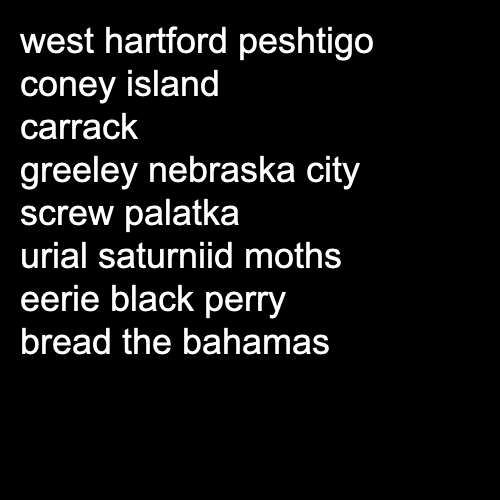 west hartford peshtigo
coney island
carrack
greeley nebraska city
screw palatka
urial saturniid moths
eerie black perry
bread the bahamas